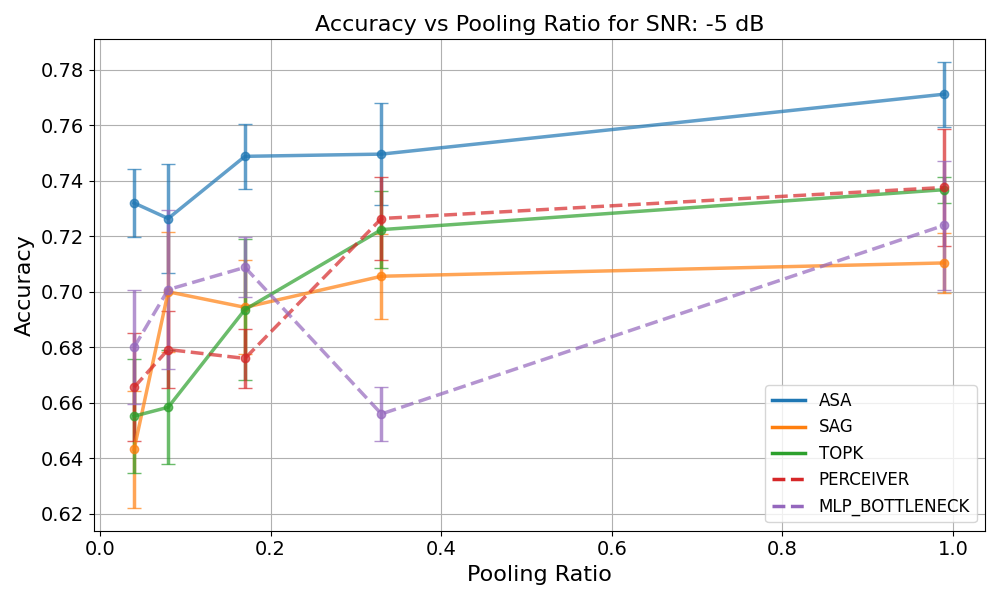 Accuracy vs Pooling Ratio for SNR: -5 dB
Accuracy
0.78
0.76
0.74
0.72
0.70
0.68
0.66
0.64
0.62
ASA
SAG
TOPK
PERCEIVER
MLP_BOTTLENECK
0.0 0.2 0.4 0.6 0.8 1.0
Pooling Ratio